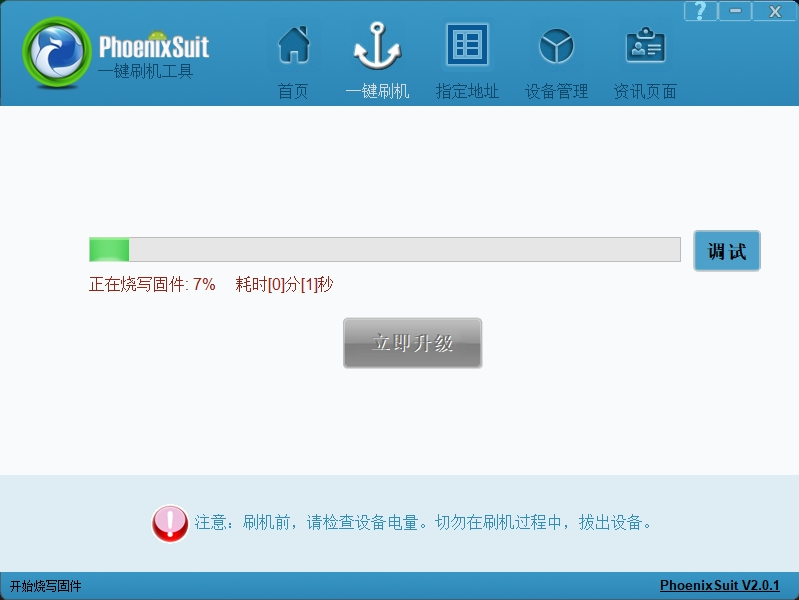 ? − X
PhoenixSuit
一键刷机工具
首页 一键刷机 指定地址 设备管理 资讯页面
调试
正在烧写固件: 7% 耗时[0]分[1]秒
立即升级
注意：刷机前，请检查设备电量。切勿在刷机过程中，拔出设备。
开始烧写固件 PhoenixSuit V2.0.1